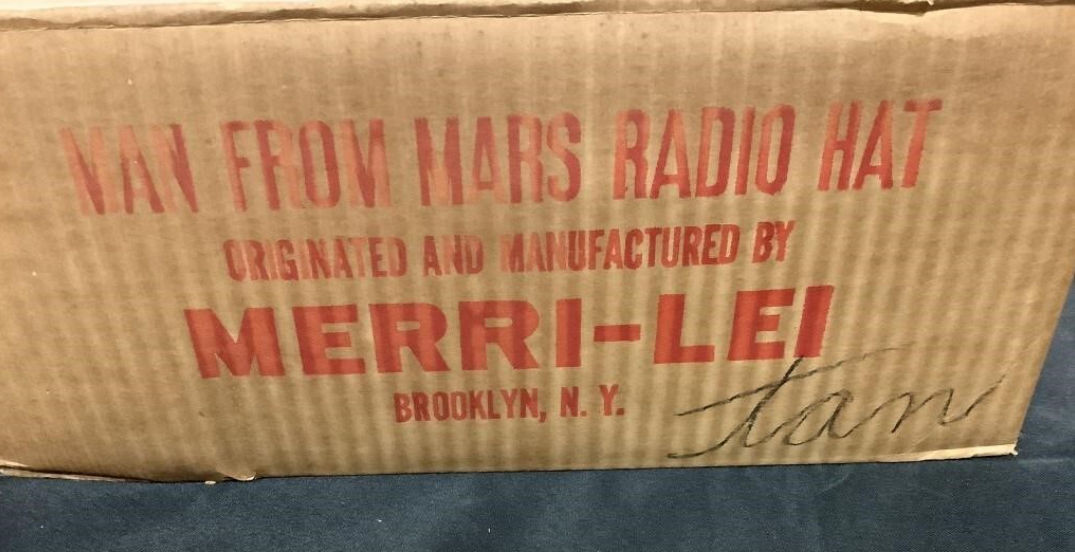 MAN FROM MARS RADIO HAT
ORIGINATED AND MANUFACTURED BY
MERRI-LEI
BROOKLYN, N. Y.
tan